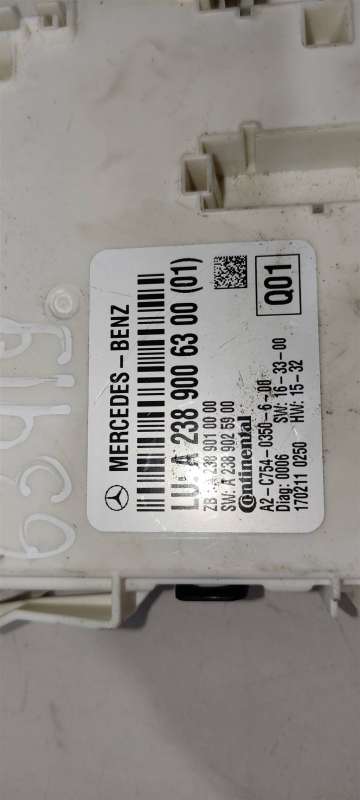 MERCEDES-BENZ
LU: A 238 900 63 00 (01)
ZB: A 238 901 00 00
SW: A 238 902 59 00
Continental
A2-C754-0350-6-00
Diag: 0006 SW: 16-33-00
170211 0250 HW: 15-32
Q01